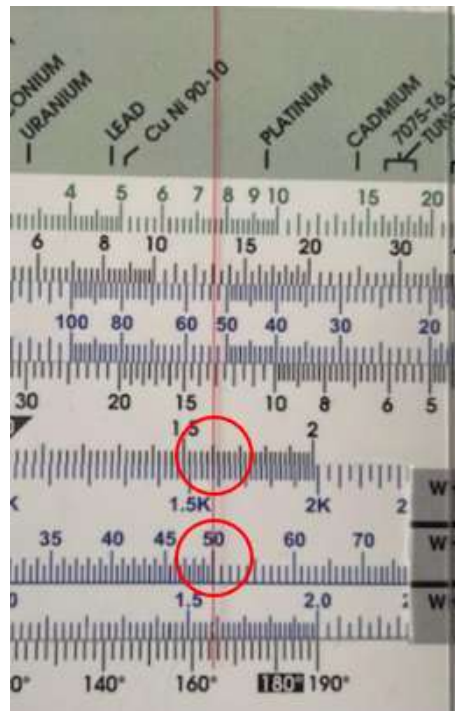 URANIUM
LEAD
Cu Ni 90-10
PLATINUM
CADMIUM
7075-T6
4 5 6 7 8 9 10 15 20
6 8 10 15 20 30
100 80 60 50 40 30 20
30 20 15 10 8 6 5
1.5 2
1.5K 2K 2
35 40 45 50 60 70
1.5 2.0
140° 160° 180° 190°
W
W
W